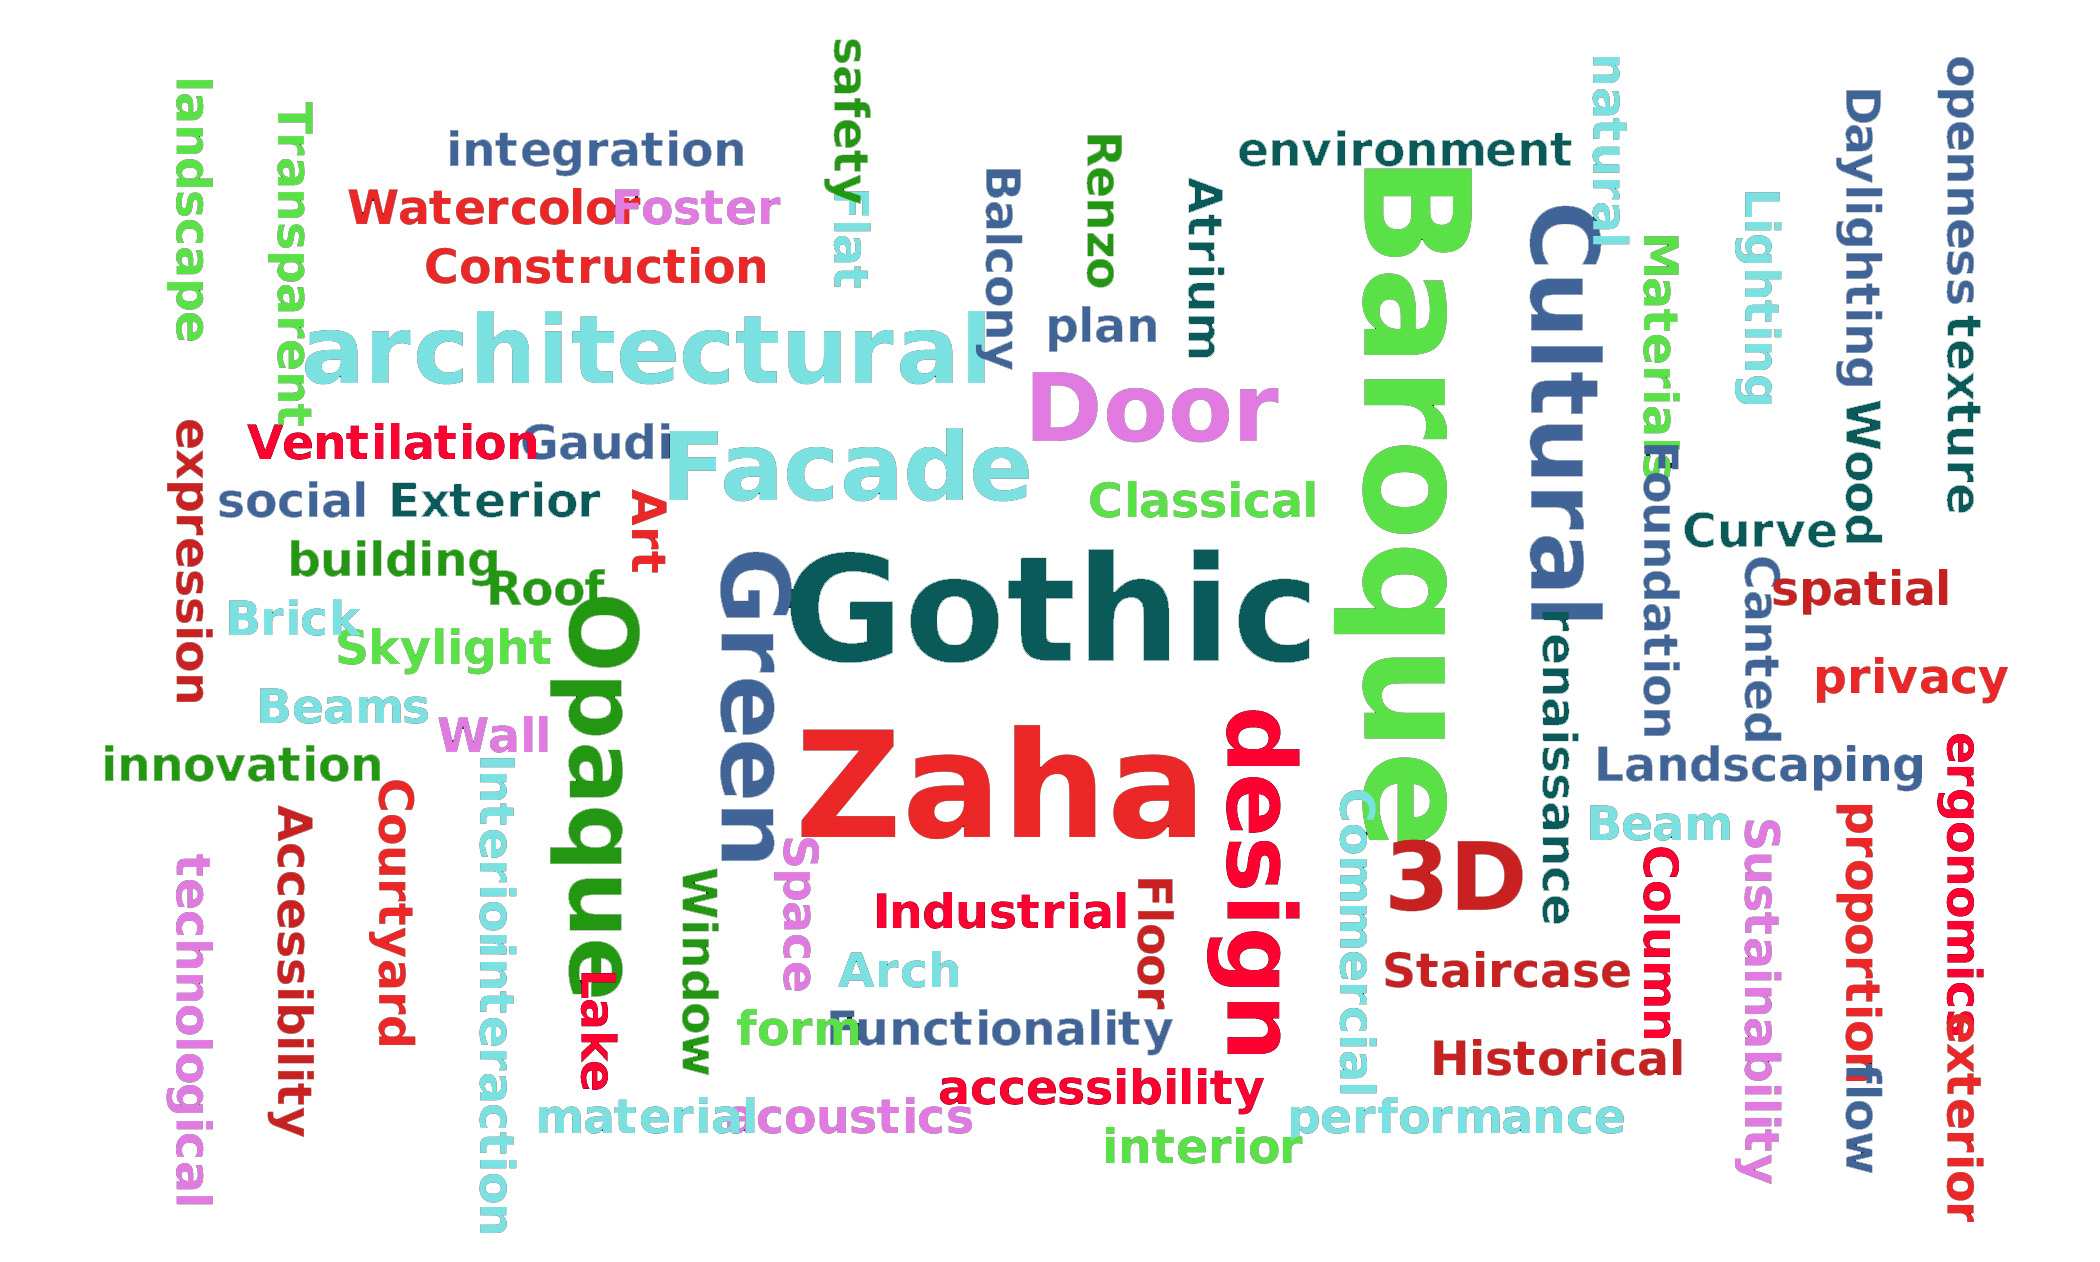 landscape
Transparent
integration
safety
Renzo
environment
natural
Daylighting
openness
Watercolor
Foster
Flat
Balcony
Atrium
Baroque
Cultural
Lighting
Construction
Materials
architectural
plan
texture
Door
Ventilation
Gaudi
Facade
Wood
expression
social
Exterior
Art
Classical
Foundation
Curve
building
Roof
Green
Gothic
Canted
spatial
Brick
Skylight
Opaque
renaissance
privacy
Beams
Wall
Zaha
design
innovation
Landscaping
ergonomics
Courtyard
Interior
Commercial
Beam
Accessibility
Space
3D
Column
Sustainability
proportion
technological
Window
Industrial
Floor
interaction
Arch
Staircase
Lake
form
Functionality
Historical
exterior
flow
accessibility
material
acoustics
performance
interior